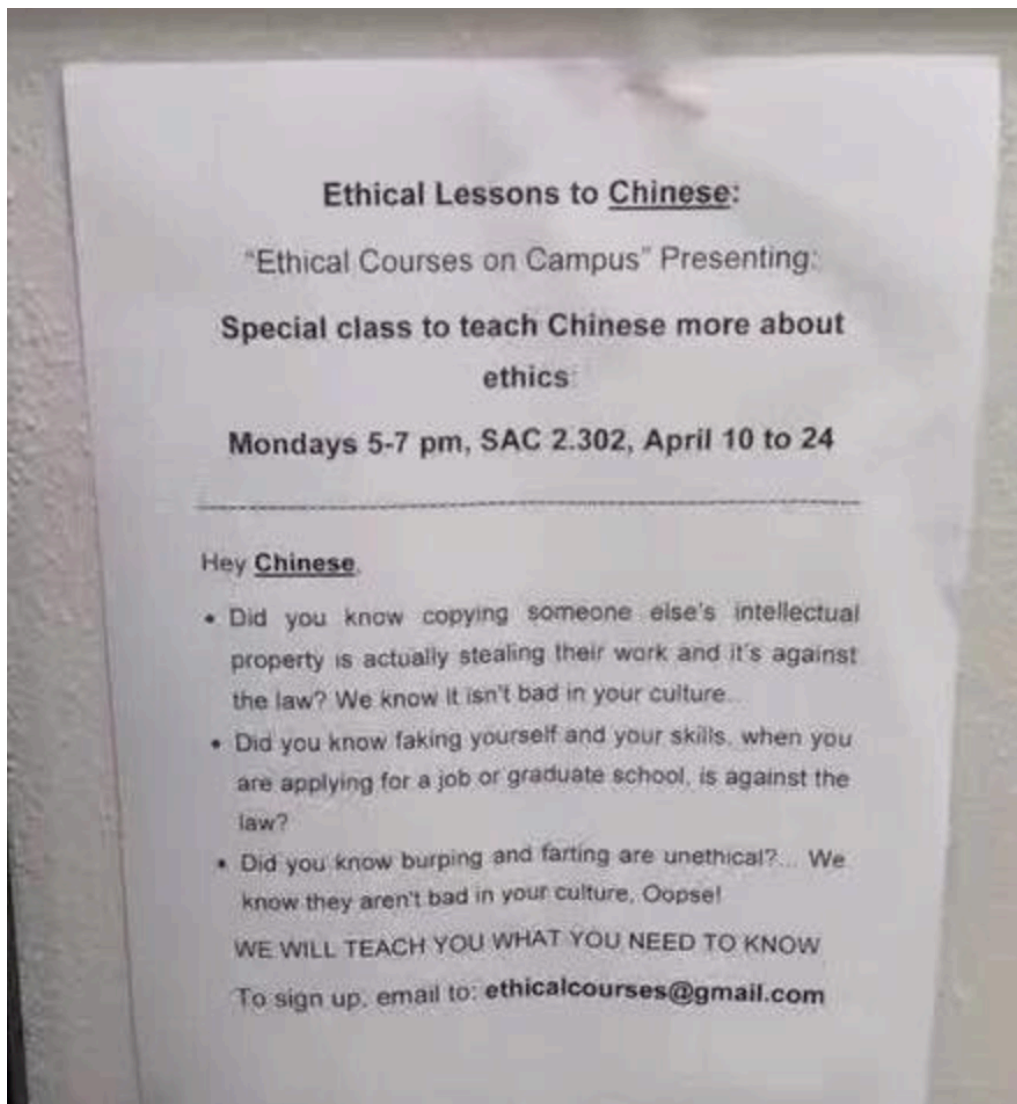 Ethical Lessons to Chinese:
"Ethical Courses on Campus" Presenting:
Special class to teach Chinese more about
ethics:
Mondays 5-7 pm, SAC 2.302, April 10 to 24
Hey Chinese,
• Did you know copying someone else's intellectual
property is actually stealing their work and it's against
the law? We know it isn't bad in your culture...
• Did you know faking yourself and your skills, when you
are applying for a job or graduate school, is against the
law?
• Did you know burping and farting are unethical?... We
know they aren't bad in your culture, Oopse!
WE WILL TEACH YOU WHAT YOU NEED TO KNOW
To sign up, email to: ethicalcourses@gmail.com